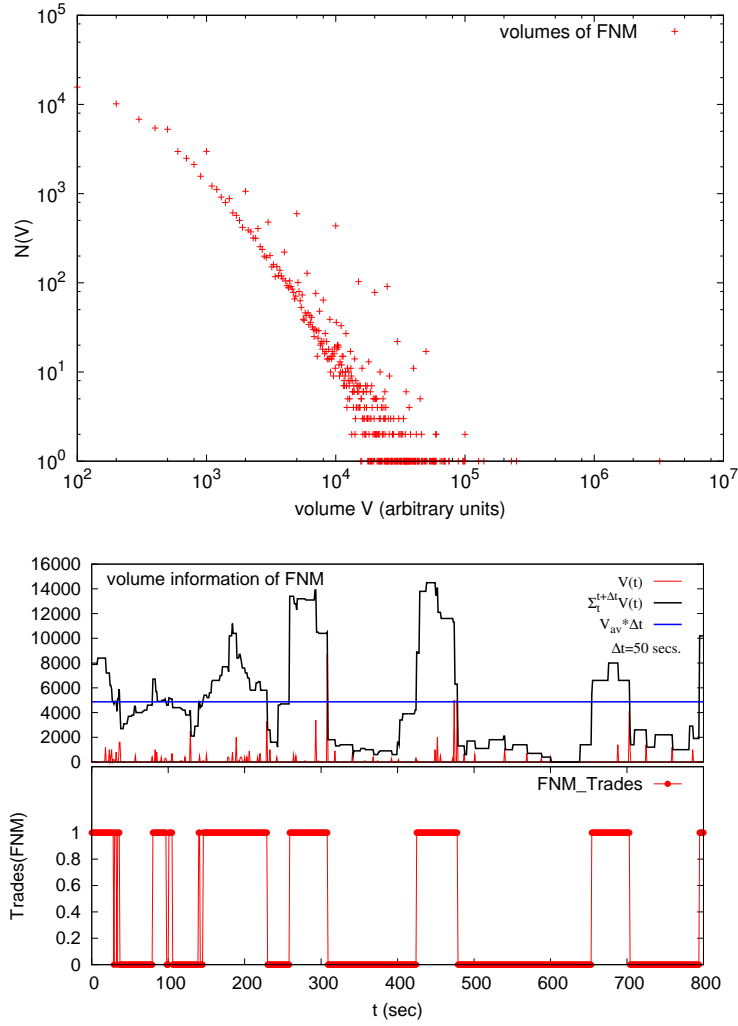 10^5
10^4
10^3
10^2
10^1
10^0
N(V)
volumes of FNM
10^2 10^3 10^4 10^5 10^6 10^7
volume V (arbitrary units)
16000
14000
12000
10000
8000
6000
4000
2000
0
volume information of FNM
V(t)
Σ_t^{t+Δt}V(t)
V_{av}*Δt
Δt=50 secs.
1
0.8
0.6
0.4
0.2
0
Trades(FNM)
FNM_Trades
0 100 200 300 400 500 600 700 800
t (sec)